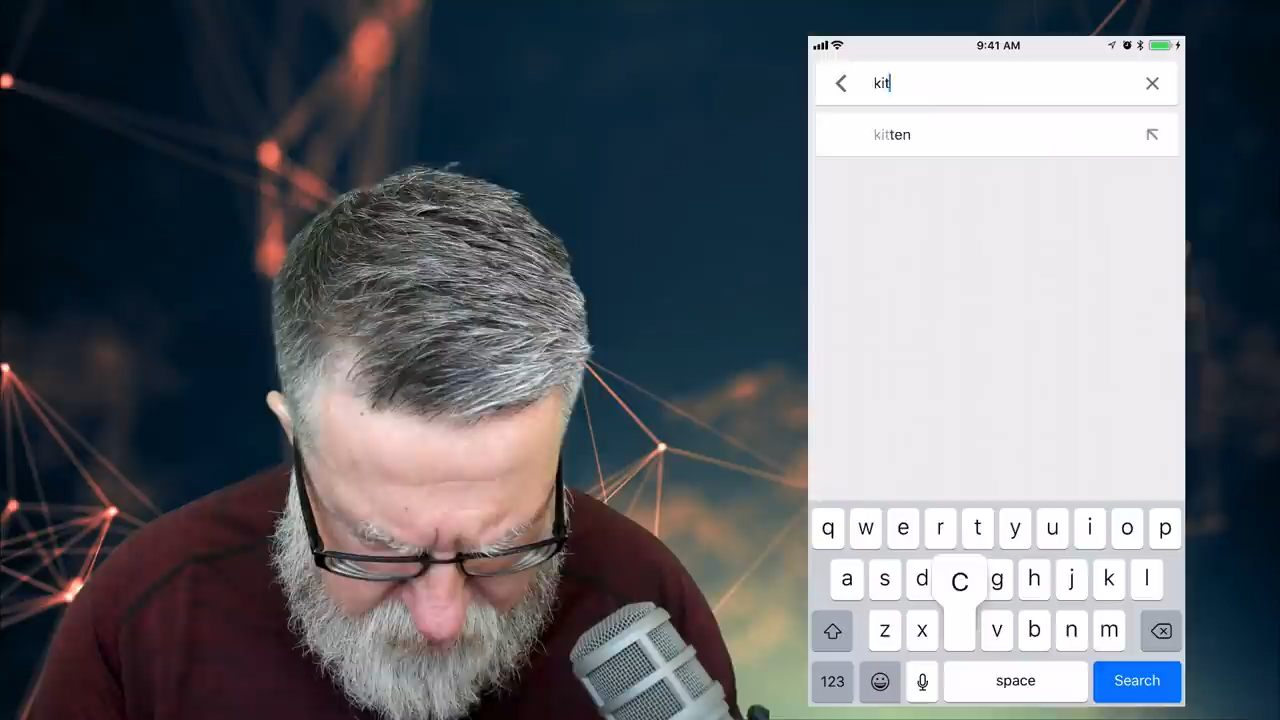 9:41 AM
kit
kitten
q w e r t y u i o p
a s d C g h j k l
z x v b n m
123 space Search